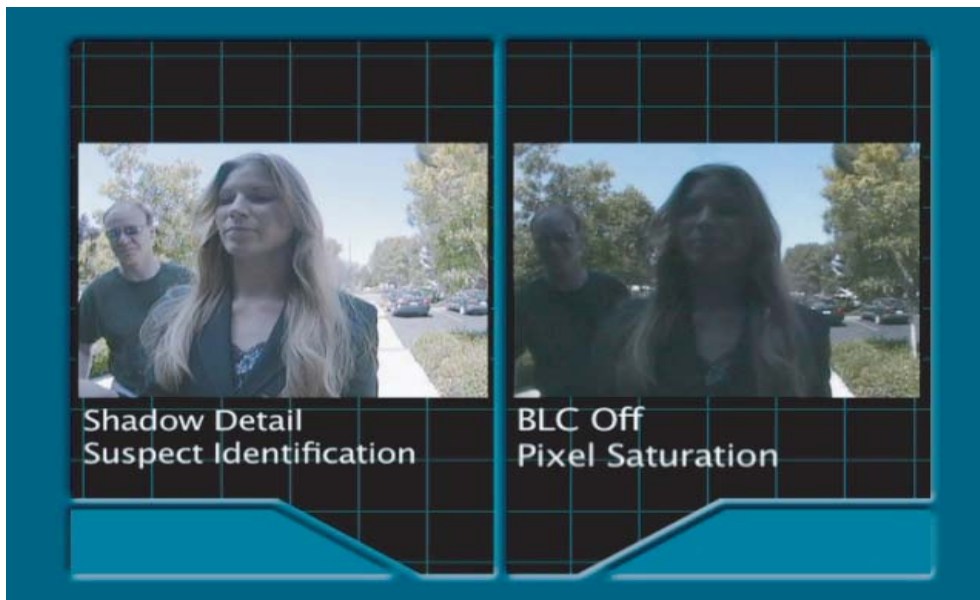 Shadow Detail
Suspect Identification
BLC Off
Pixel Saturation